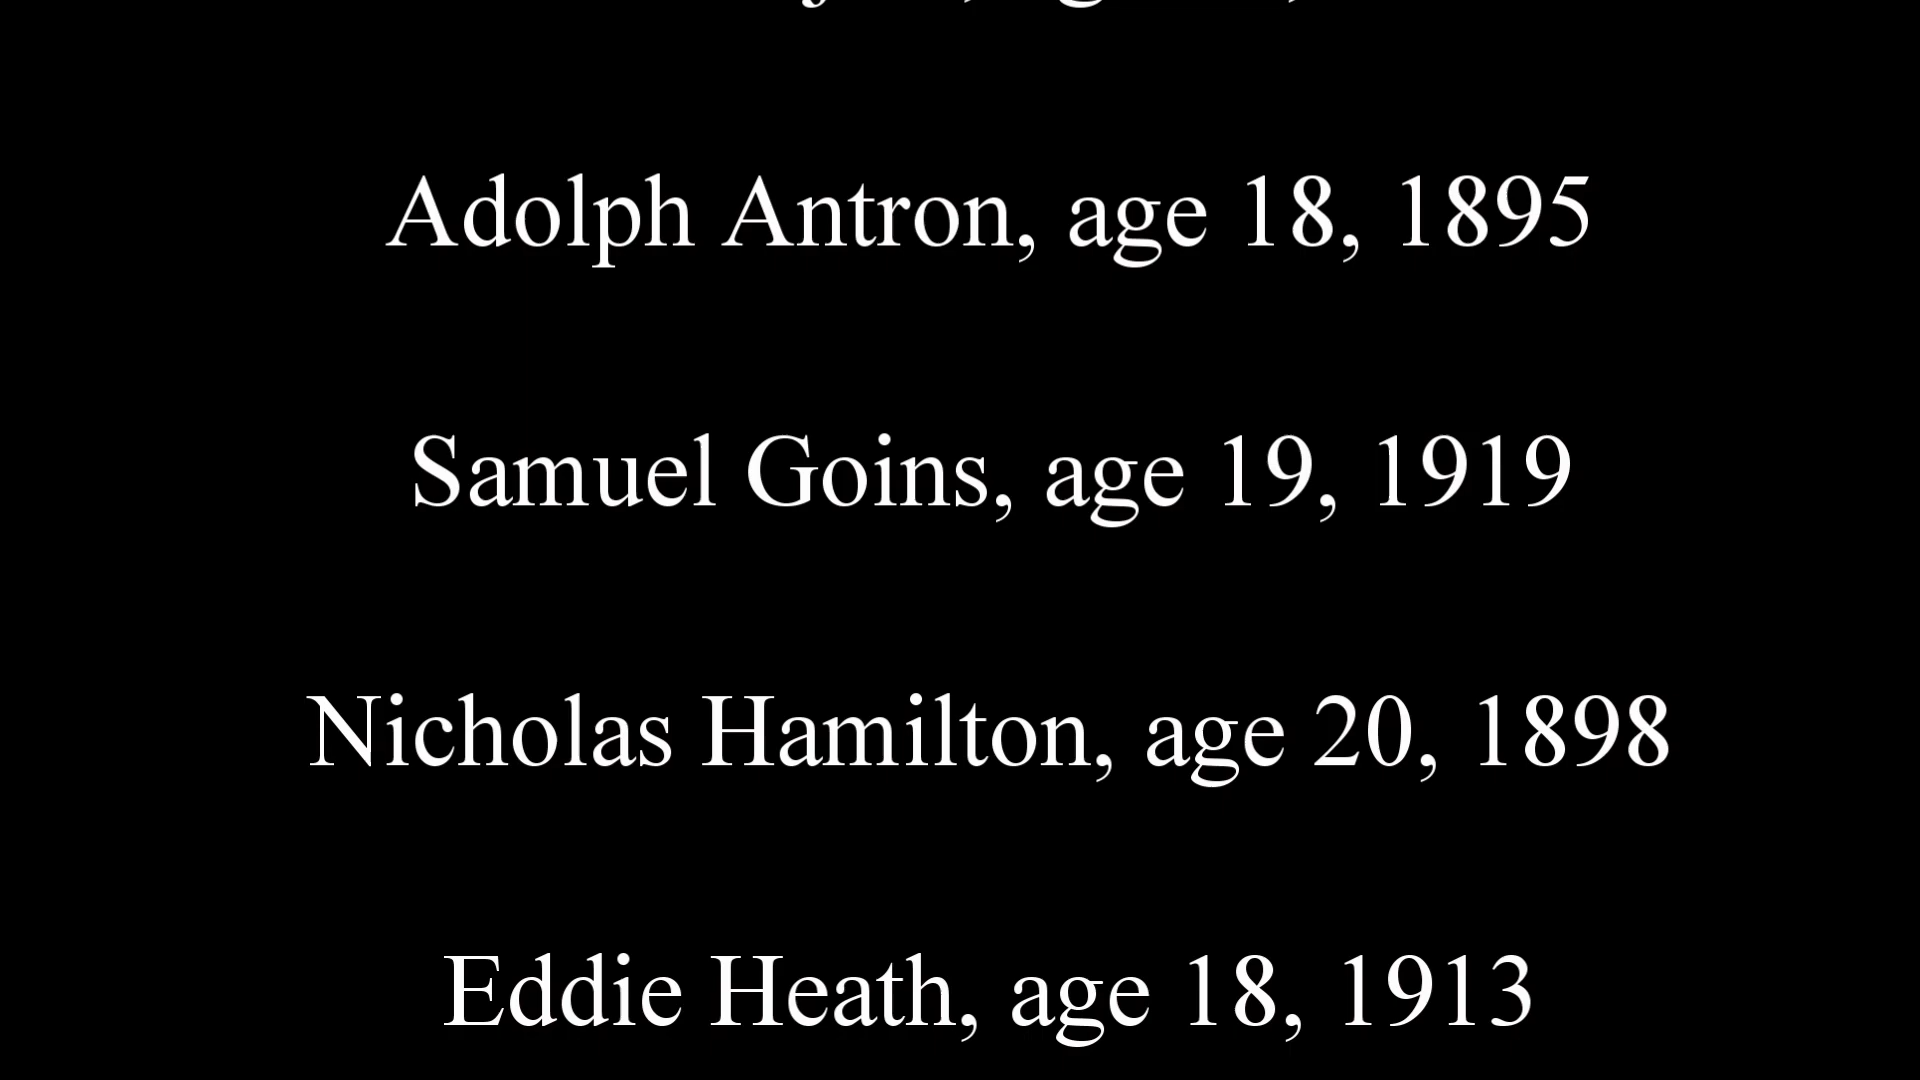 Adolph Antron, age 18, 1895
Samuel Goins, age 19, 1919
Nicholas Hamilton, age 20, 1898
Eddie Heath, age 18, 1913